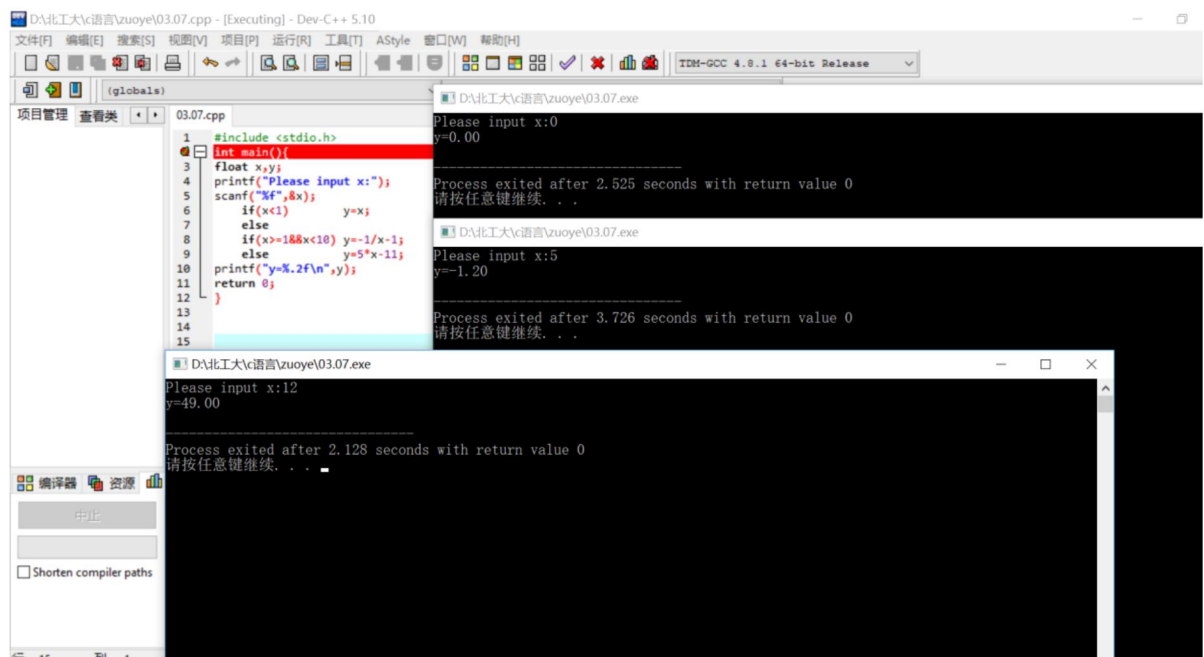 D:\北工大\c语言\zuoye\03.07.cpp - [Executing] - Dev-C++ 5.10
文件[F] 编辑[E] 搜索[S] 视图[V] 项目[P] 运行[R] 工具[T] AStyle 窗口[W] 帮助[H]
TDM-GCC 4.8.1 64-bit Release
(globals)
项目管理 查看类 03.07.cpp
1 #include <stdio.h>
int main(){
3 float x,y;
4 printf("Please input x:");
5 scanf("%f",&x);
6 if(x<1) y=x;
7 else
8 if(x>=1&&x<10) y=-1/x-1;
9 else y=5*x-11;
10 printf("y=%.2f\n",y);
11 return 0;
12 }
13
14
15
D:\北工大\c语言\zuoye\03.07.exe
Please input x:0
y=0.00
--------------------------------
Process exited after 2.525 seconds with return value 0
请按任意键继续. . .
D:\北工大\c语言\zuoye\03.07.exe
Please input x:5
y=-1.20
--------------------------------
Process exited after 3.726 seconds with return value 0
请按任意键继续. . .
D:\北工大\c语言\zuoye\03.07.exe
Please input x:12
y=49.00
--------------------------------
Process exited after 2.128 seconds with return value 0
请按任意键继续. . .
编译器 资源
中止
Shorten compiler paths